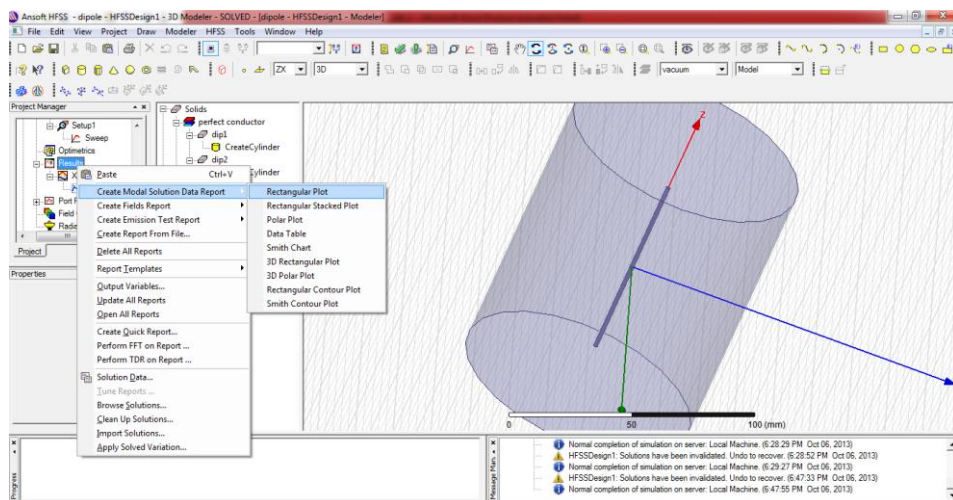 Ansoft HFSS - dipole - HFSSDesign1 - 3D Modeler - SOLVED - [dipole - HFSSDesign1 - Modeler]
File Edit View Project Draw Modeler HFSS Tools Window Help
ZX 3D vacuum Model
Project Manager
Setup1
Sweep
Optimetrics
Results
X
Port F
Field
Radia
Project
Properties
Solids
perfect conductor
dip1
CreateCylinder
dip2
Cylinder
Paste Ctrl+V
Create Modal Solution Data Report
Create Fields Report
Create Emission Test Report
Create Report From File...
Delete All Reports
Report Templates
Output Variables...
Update All Reports
Open All Reports
Create Quick Report...
Perform FFT on Report ...
Perform TDR on Report ...
Solution Data...
Tune Reports...
Browse Solutions...
Clean Up Solutions...
Import Solutions...
Apply Solved Variation...
Rectangular Plot
Rectangular Stacked Plot
Polar Plot
Data Table
Smith Chart
3D Rectangular Plot
3D Polar Plot
Rectangular Contour Plot
Smith Contour Plot
Z
0 50 100 (mm)
Progress
Message Man
Normal completion of simulation on server: Local Machine. (6:28:29 PM Oct 06, 2013)
HFSSDesign1: Solutions have been invalidated. Undo to recover. (6:28:52 PM Oct 06, 2013)
Normal completion of simulation on server: Local Machine. (6:29:27 PM Oct 06, 2013)
HFSSDesign1: Solutions have been invalidated. Undo to recover. (6:47:33 PM Oct 06, 2013)
Normal completion of simulation on server: Local Machine. (6:47:55 PM Oct 06, 2013)